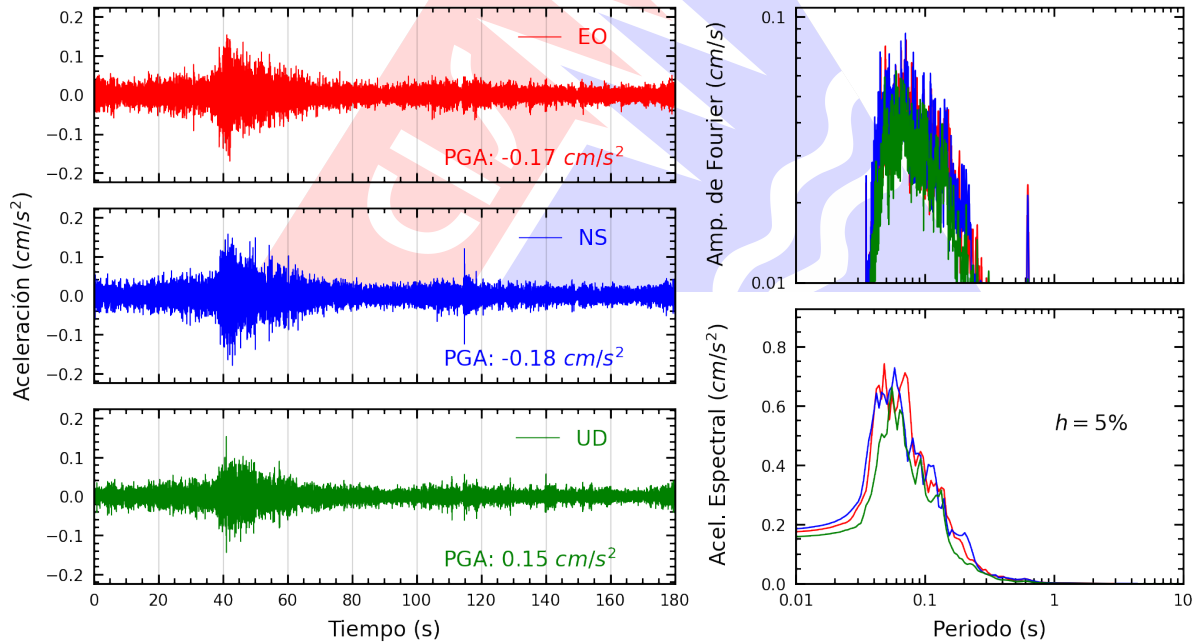 Aceleración (cm/s²)
0.2
0.1
0.0
-0.1
-0.2
EO
PGA: -0.17 cm/s²
0.2
0.1
0.0
-0.1
-0.2
NS
PGA: -0.18 cm/s²
0.2
0.1
0.0
-0.1
-0.2
UD
PGA: 0.15 cm/s²
0 20 40 60 80 100 120 140 160 180
Tiempo (s)
Amp. de Fourier (cm/s)
0.1
0.01
Acel. Espectral (cm/s²)
0.8
0.6
0.4
0.2
0.0
h = 5%
0.01 0.1 1 10
Periodo (s)